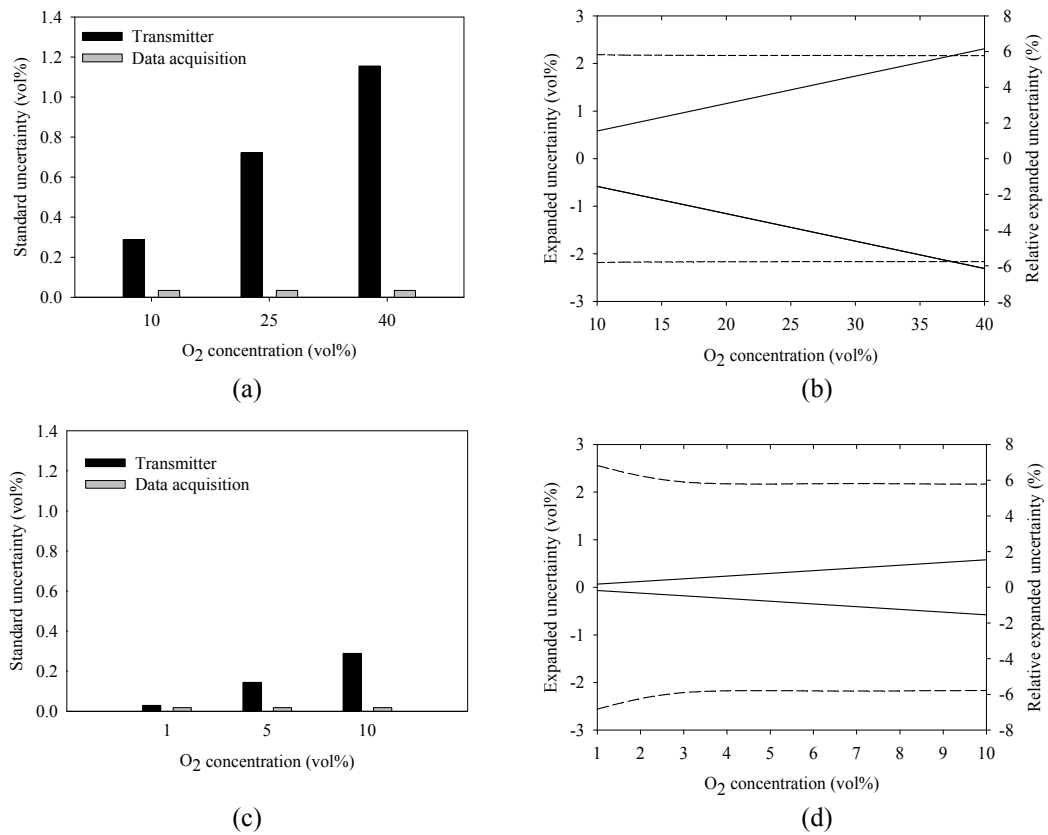 Standard uncertainty (vol%)
1.4
1.2
1.0
0.8
0.6
0.4
0.2
0.0
Transmitter
Data acquisition
10 25 40
O2 concentration (vol%)
(a)
Expanded uncertainty (vol%)
3
2
1
0
-1
-2
-3
8
6
4
2
0
-2
-4
-6
-8
Relative expanded uncertainty (%)
10 15 20 25 30 35 40
O2 concentration (vol%)
(b)
Standard uncertainty (vol%)
1.4
1.2
1.0
0.8
0.6
0.4
0.2
0.0
Transmitter
Data acquisition
1 5 10
O2 concentration (vol%)
(c)
Expanded uncertainty (vol%)
3
2
1
0
-1
-2
-3
8
6
4
2
0
-2
-4
-6
-8
Relative expanded uncertainty (%)
1 2 3 4 5 6 7 8 9 10
O2 concentration (vol%)
(d)